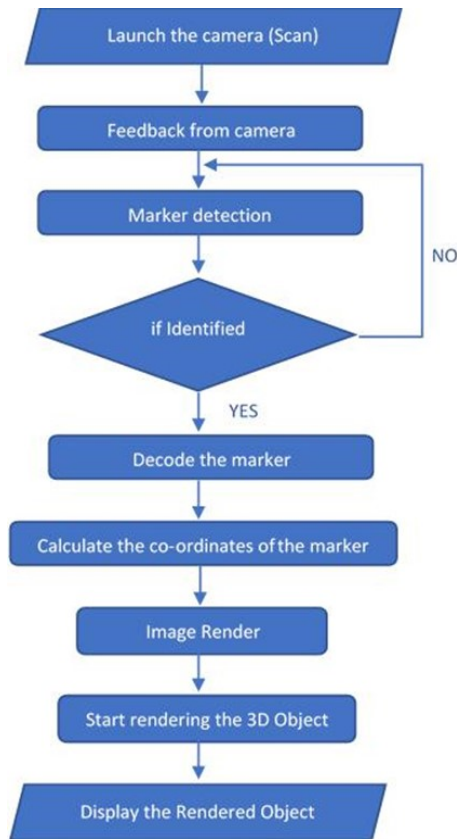 Launch the camera (Scan)
Feedback from camera
Marker detection
NO
if Identified
YES
Decode the marker
Calculate the co-ordinates of the marker
Image Render
Start rendering the 3D Object
Display the Rendered Object